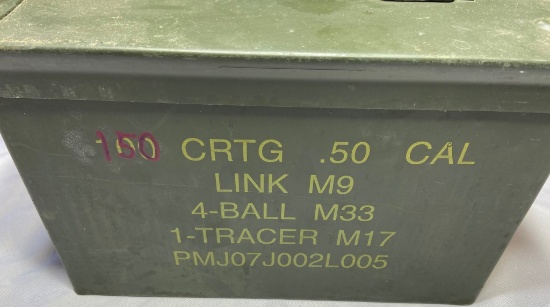 150 CRTG .50 CAL
LINK M9
4-BALL M33
1-TRACER M17
PMJ07J002L005